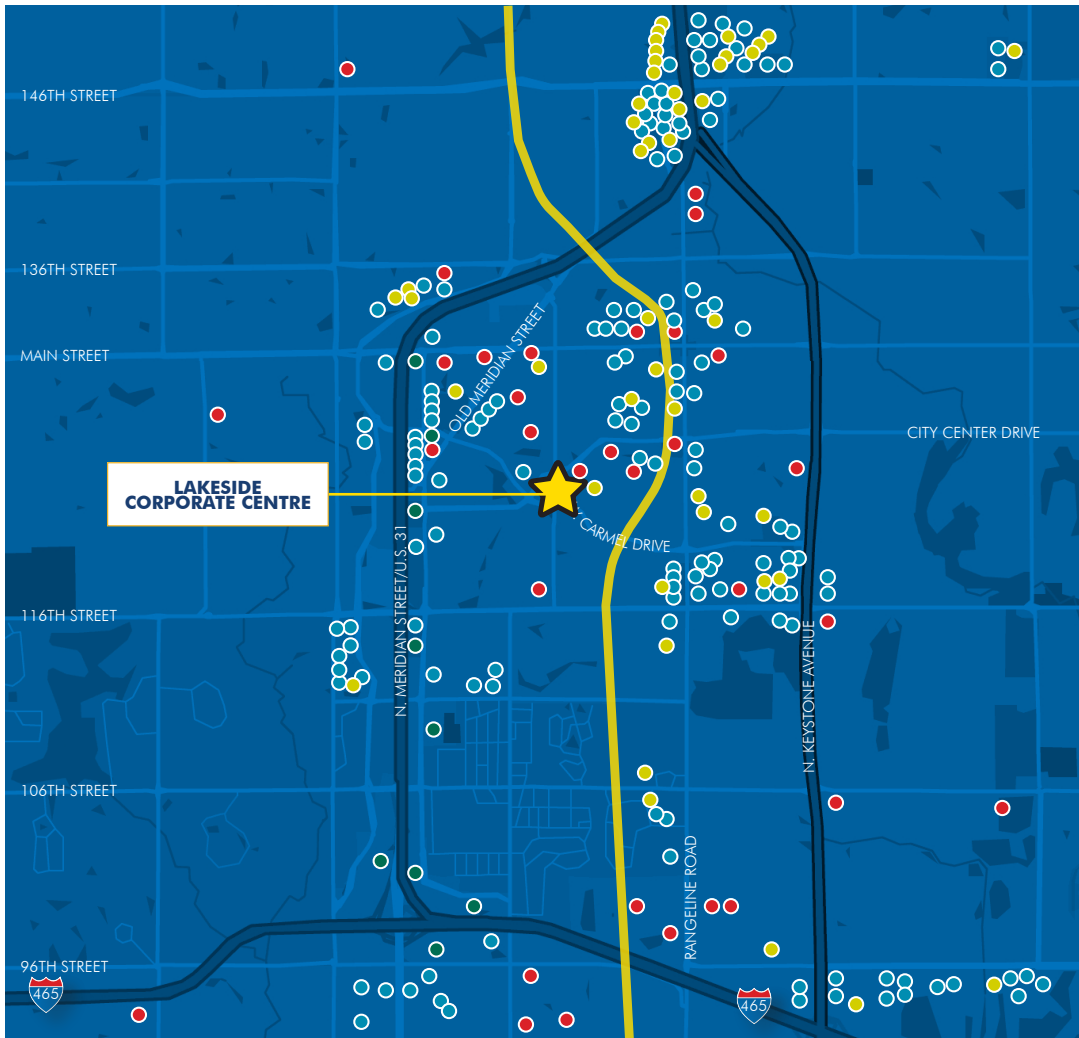 146TH STREET
136TH STREET
OLD MERIDIAN STREET
MAIN STREET
CITY CENTER DRIVE
LAKESIDE
CORPORATE CENTRE
CARMEL DRIVE
N. MERIDIAN STREET/U.S. 31
116TH STREET
N. KEYSTONE AVENUE
106TH STREET
RANGELINE ROAD
96TH STREET
465
465